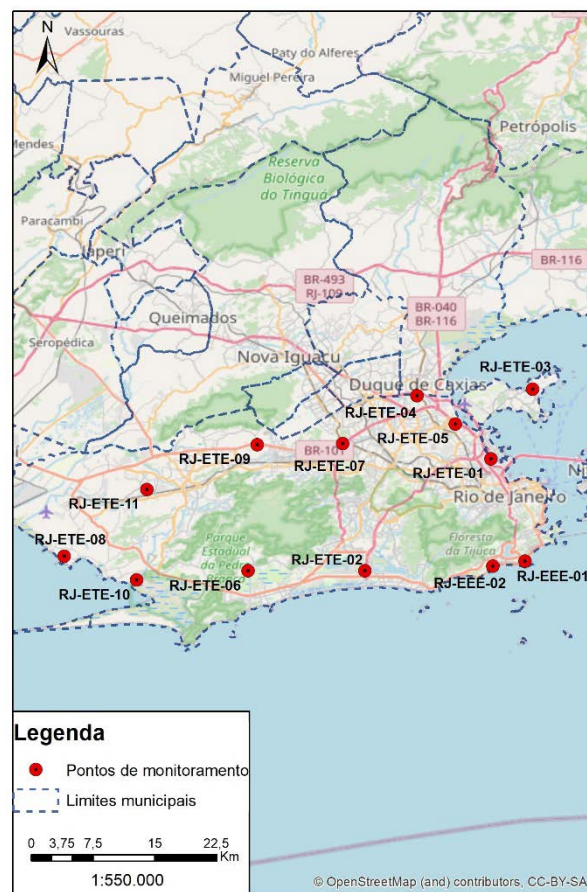 N
Vassouras
Paty do Alferes
Miguel Pereira
Petrópolis
Mendes
Reserva
Biológica
do Tinguá
Paracambi
Japeri
BR-116
BR-493
RJ-109
BR-040
BR-116
Queimados
Seropédica
Nova Iguaçu
RJ-ETE-03
Duque de Caxias
RJ-ETE-04
RJ-ETE-05
RJ-ETE-09
BR-101
RJ-ETE-07
RJ-ETE-01
Rio de Janeiro
RJ-ETE-11
RJ-ETE-08
Parque
Estadual
da Pedra
Floresta
da Tijuca
RJ-ETE-02
RJ-EEE-01
RJ-EEE-02
RJ-ETE-10
RJ-ETE-06
Legenda
Pontos de monitoramento
Limites municipais
0 3,75 7,5 15 22,5
Km
1:550.000
© OpenStreetMap (and) contributors, CC-BY-SA